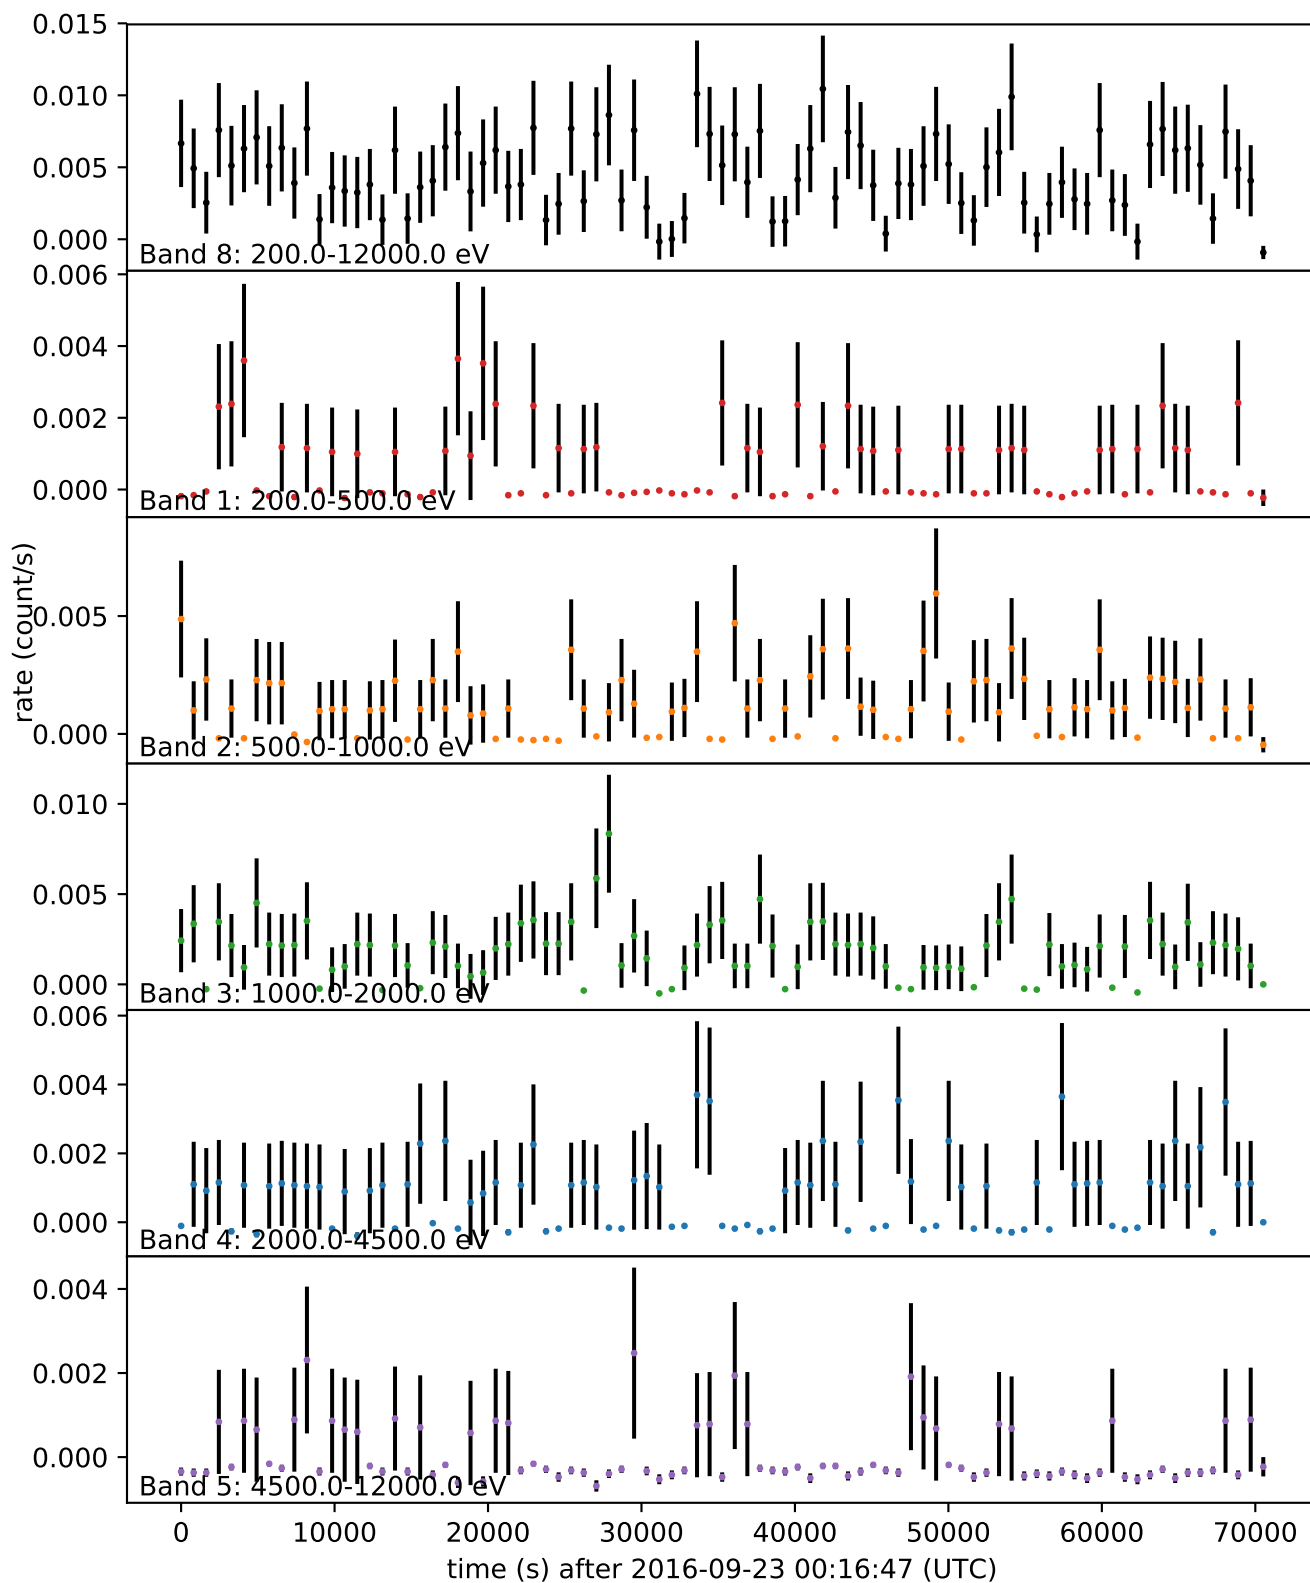 0.015
0.010
0.005
0.000
Band 8: 200.0-12000.0 eV
0.006
0.004
0.002
0.000
Band 1: 200.0-500.0 eV
rate (count/s)
0.005
0.000
Band 2: 500.0-1000.0 eV
0.010
0.005
0.000
Band 3: 1000.0-2000.0 eV
0.006
0.004
0.002
0.000
Band 4: 2000.0-4500.0 eV
0.004
0.002
0.000
Band 5: 4500.0-12000.0 eV
0 10000 20000 30000 40000 50000 60000 70000
time (s) after 2016-09-23 00:16:47 (UTC)